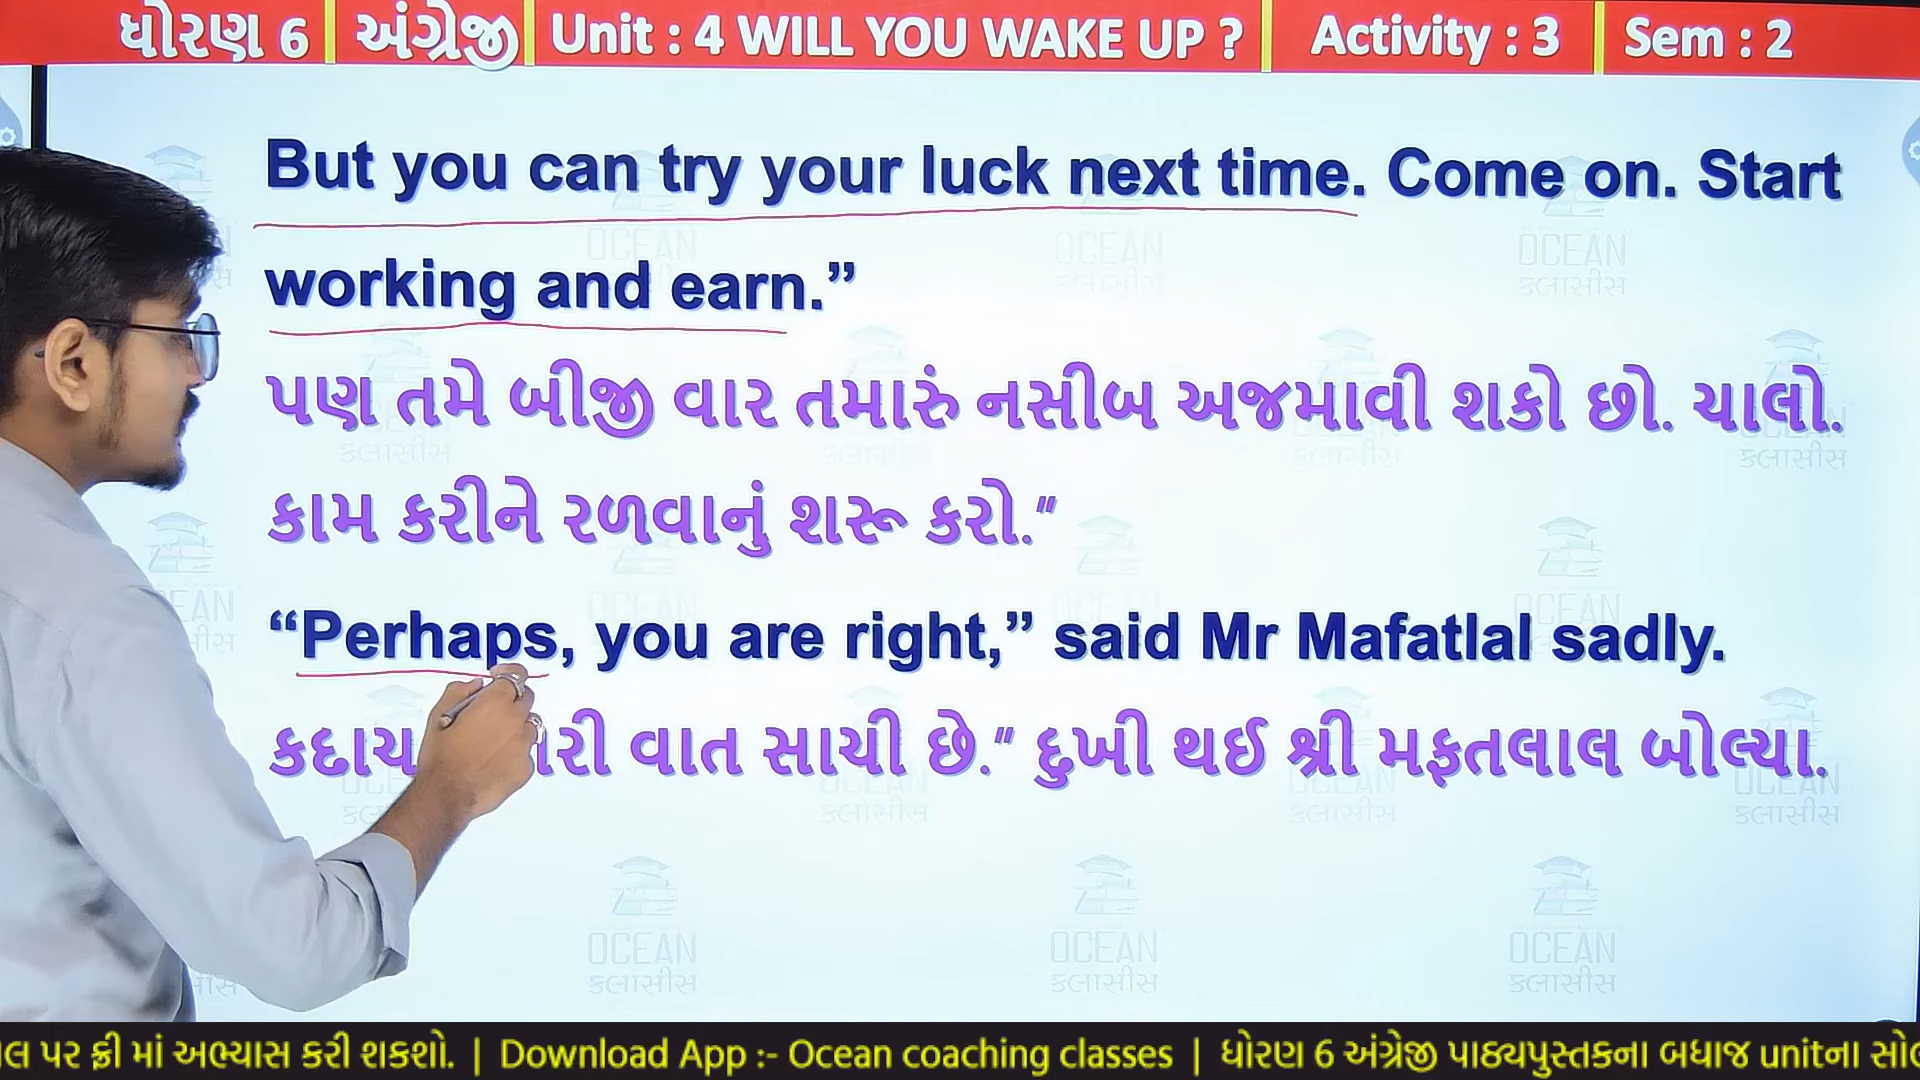 ધોરણ 6 અંગ્રેજી Unit : 4 WILL YOU WAKE UP ? Activity : 3 Sem : 2
But you can try your luck next time. Come on. Start
working and earn.”
પણ તમે બીજી વાર તમારું નસીબ અજમાવી શકો છો. ચાલો.
કામ કરીને રળવાનું શરૂ કરો.”
“Perhaps, you are right,” said Mr Mafatlal sadly.
કદાચ વાત સાચી છે.” દુખી થઈ શ્રી મફતલાલ બોલ્યા.
OCEAN
કલાસીસ
પર ફ્રી માં અભ્યાસ કરી શકશો. | Download App :- Ocean coaching classes | ધોરણ 6 અંગ્રેજી પાઠ્યપુસ્તકના બધાજ unitના